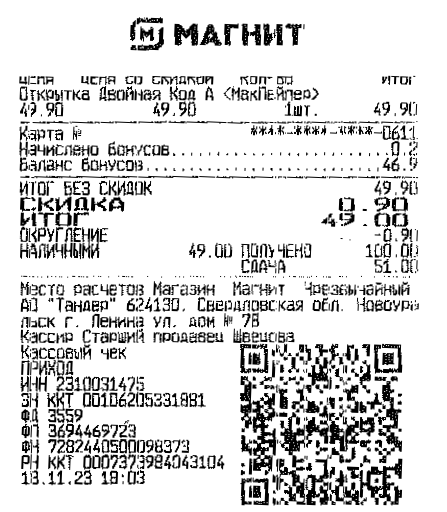 МАГНИТ
цена цена со скидкой кол-во итог
Открытка Двойная Код А <МакПейпер>
49.90 49.90 1шт. 49.90
Карта № ****-****-****-0611
Начислено бонусов 0.2
Баланс бонусов 46.9
ИТОГ БЕЗ СКИДОК 49.90
СКИДКА 0.90
ИТОГ 49.00
ОКРУГЛЕНИЕ -0.90
НАЛИЧНЫМИ 49.00 ПОЛУЧЕНО 100.00
СДАЧА 51.00
Место расчетов Магазин Магнит Чрезвычайный
АО "Тандер" 624130, Свердловская обл, Новоура
льск г, Ленина ул, дом № 78
Кассир Старший продавец Швецова
Кассовый чек
ПРИХОД
ИНН 2310031475
ЗН ККТ 00106205331881
ФД 3559
ФП 3694469723
ФН 7282440500098373
РН ККТ 0007373984043104
13.11.23 18:03